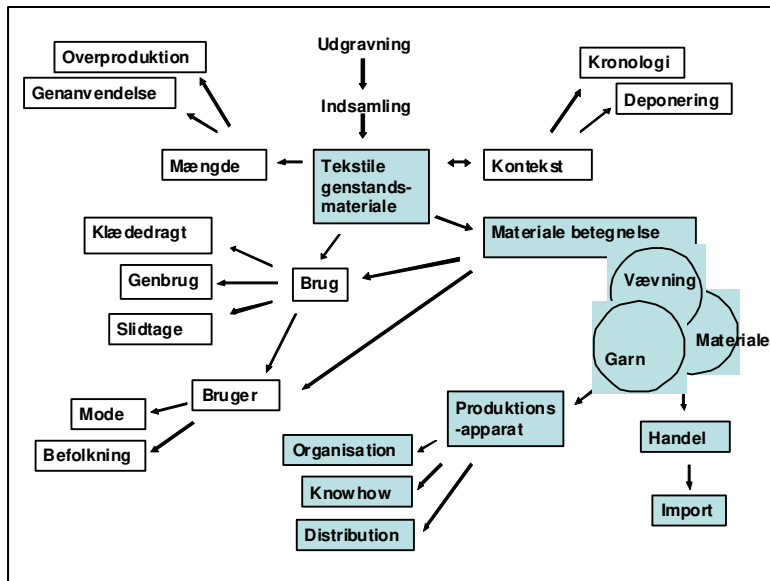 Udgravning
Overproduktion
Kronologi
Genanvendelse
Indsamling
Deponering
Mængde
Tekstile
genstands-
materiale
Kontekst
Klædedragt
Materiale betegnelse
Genbrug
Brug
Vævning
Slidtage
Materiale
Garn
Mode
Bruger
Produktions
-apparat
Befolkning
Organisation
Handel
Knowhow
Import
Distribution